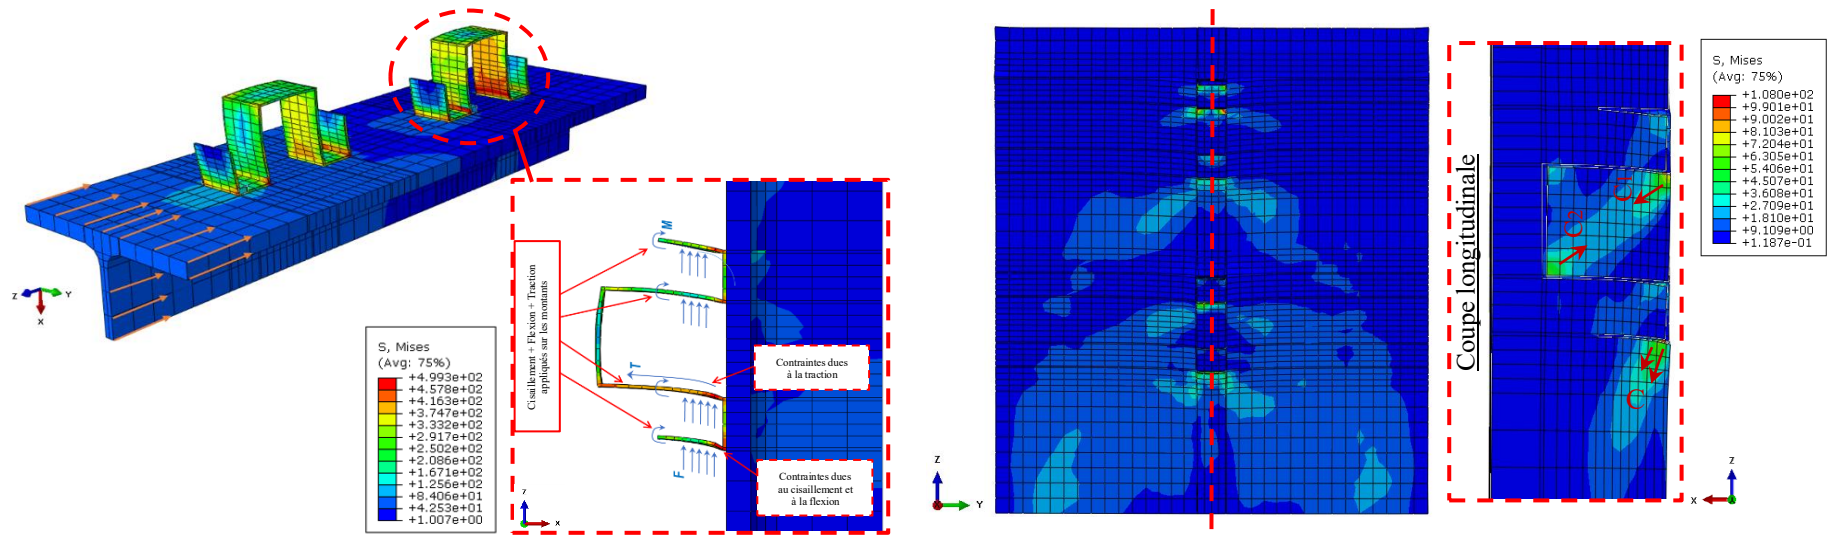 Z
Y
X
S, Mises
(Avg: 75%)
+4.993e+02
+4.578e+02
+4.163e+02
+3.747e+02
+3.332e+02
+2.917e+02
+2.502e+02
+2.086e+02
+1.671e+02
+1.256e+02
+8.406e+01
+4.253e+01
+1.007e+00
Cisaillement + Flexion + Traction
appliqués sur les montants
M
T
F
Contraintes dues
à la traction
Contraintes dues
au cisaillement et
à la flexion
Z
X
Z
Y
Coupe longitudinale
C
C
C
Z
X
S, Mises
(Avg: 75%)
+1.080e+02
+9.901e+01
+9.002e+01
+8.103e+01
+7.204e+01
+6.305e+01
+5.406e+01
+4.507e+01
+3.608e+01
+2.709e+01
+1.810e+01
+9.109e+00
+1.187e-01